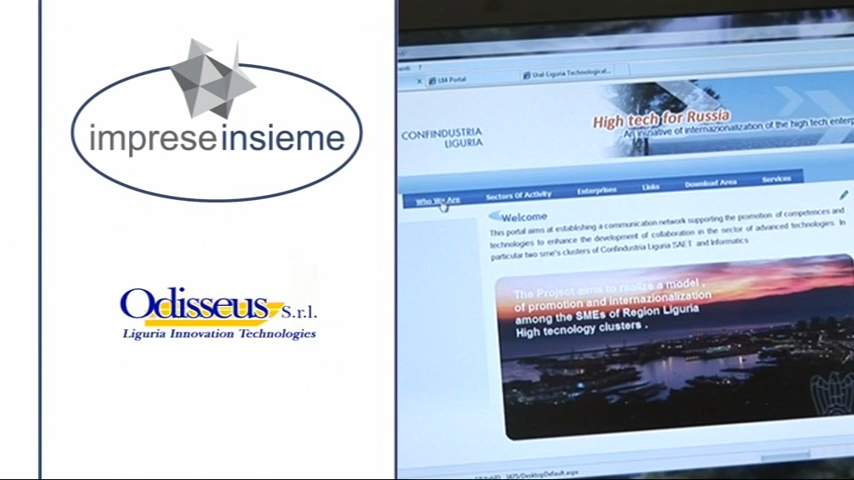 impreseinsieme
Odisseus S.r.l.
Liguria Innovation Technologies
LM4 Portal
Ural-Liguria Technological...
High tech for Russia
An iniziative of internazionalization of the high tech enterp
CONFINDUSTRIA
LIGURIA
Who We Are Sectors Of Activity Enterprises Links Download Area Services
Welcome
This portal aims at establishing a communication network supporting the promotion of competences and
technologies to enhance the development of collaboration in the sector of advanced technologies. In
particular two sme's clusters of Confindustria Liguria SAET and Informatics
The Project aims to realize a model ,
of promotion and internazionalization
among the SMEs of Region Liguria
High tecnology clusters .